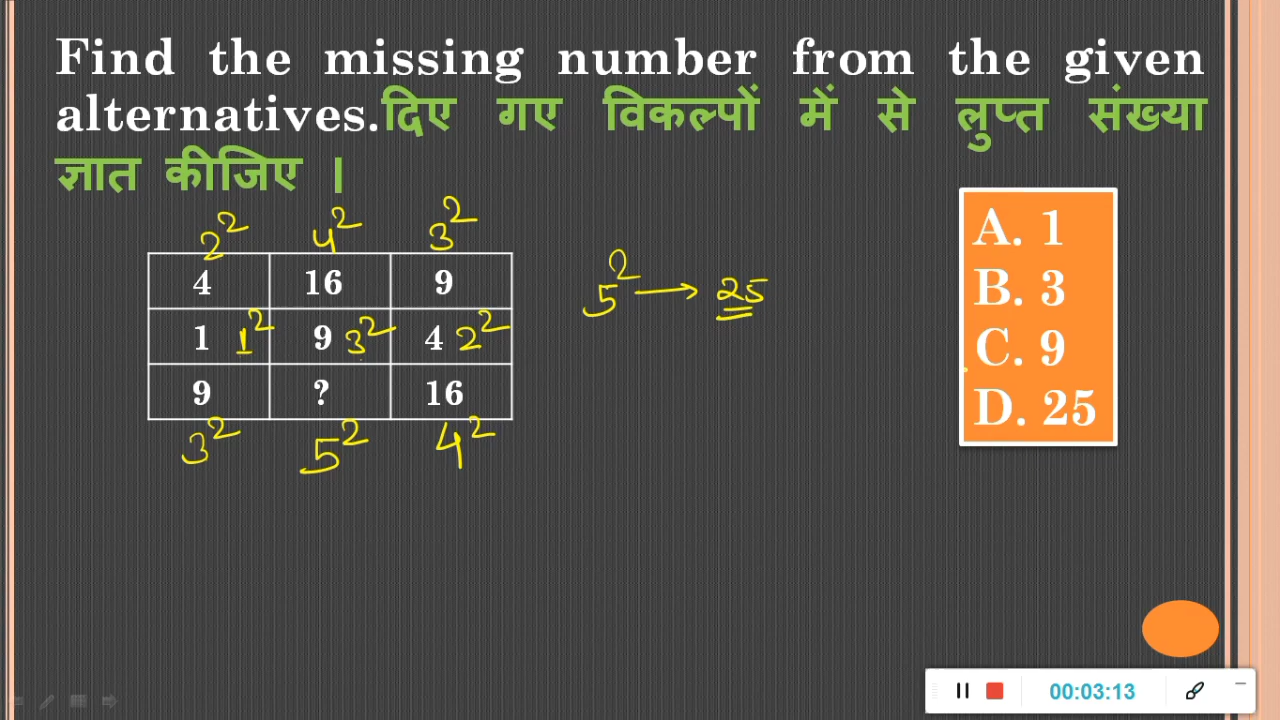 Find the missing number from the given
alternatives.दिए गए विकल्पों में से लुप्त संख्या
ज्ञात कीजिए ।
2² 4² 3²
4 16 9
1 1² 9 3² 4 2²
9 ? 16
3² 5² 4²
5² → 25
A. 1
B. 3
C. 9
D. 25
00:03:13